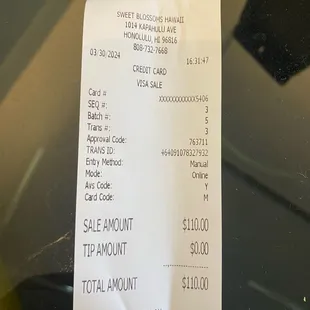 SWEET BLOSSOMS HAWAII
1014 KAPAHULU AVE
HONOLULU, HI 96816
808-732-7668
03/30/2024 16:31:47
CREDIT CARD
VISA SALE
Card # XXXXXXXXXXXX5406
SEQ #: 3
Batch #: 5
Trans #: 3
Approval Code: 763711
TRANS ID: 464091078327932
Entry Method: Manual
Mode: Online
Avs Code: Y
Card Code: M
SALE AMOUNT $110.00
TIP AMOUNT $0.00
TOTAL AMOUNT $110.00